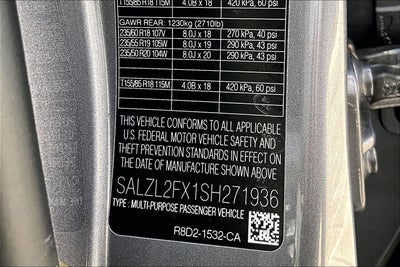 T155/85 R18 115M 4.0B x 18 420 kPa, 60 psi
GAWR REAR: 1230kg (2710lb)
235/60 R18 107V 8.0J x 18 270 kPa, 40 psi
235/55 R19 105W 8.0J x 19 290 kPa, 43 psi
235/50 R20 104W 8.0J x 20 290 kPa, 43 psi
T155/85 R18 115M 4.0B x 18 420 kPa, 60 psi
THIS VEHICLE CONFORMS TO ALL APPLICABLE
U.S. FEDERAL MOTOR VEHICLE SAFETY AND
THEFT PREVENTION STANDARDS IN EFFECT ON
THE DATE OF MANUFACTURE SHOWN ABOVE
SALZL2FX1SH271936
TYPE: MULTI-PURPOSE PASSENGER VEHICLE
R8D2-1532-CA